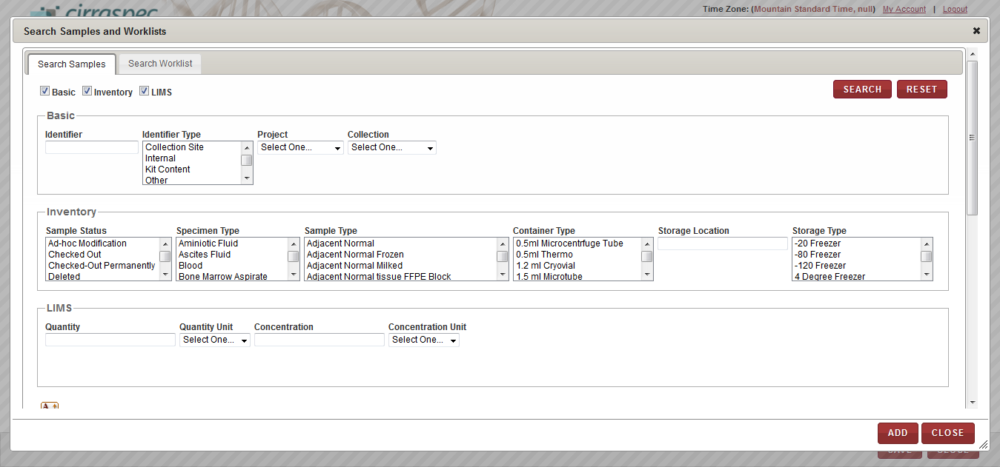 cirraspec
Time Zone: (Mountain Standard Time, null) My Account | Logout
Search Samples and Worklists
Search Samples Search Worklist
Basic Inventory LIMS SEARCH RESET
Basic
Identifier Identifier Type Project Collection
Collection Site Select One... Select One...
Internal
Kit Content
Other
Inventory
Sample Status Specimen Type Sample Type Container Type Storage Location Storage Type
Ad-hoc Modification Aminiotic Fluid Adjacent Normal 0.5ml Microcentrfuge Tube -20 Freezer
Checked Out Ascites Fluid Adjacent Normal Frozen 0.5ml Thermo -80 Freezer
Checked-Out Permanently Blood Adjacent Normal Milked 1.2 ml Cryovial -120 Freezer
Deleted Bone Marrow Aspirate Adjacent Normal tissue FFPE Block 1.5 ml Microtube 4 Degree Freezer
LIMS
Quantity Quantity Unit Concentration Concentration Unit
Select One... Select One...
A
ADD CLOSE
SAVE CLOSE